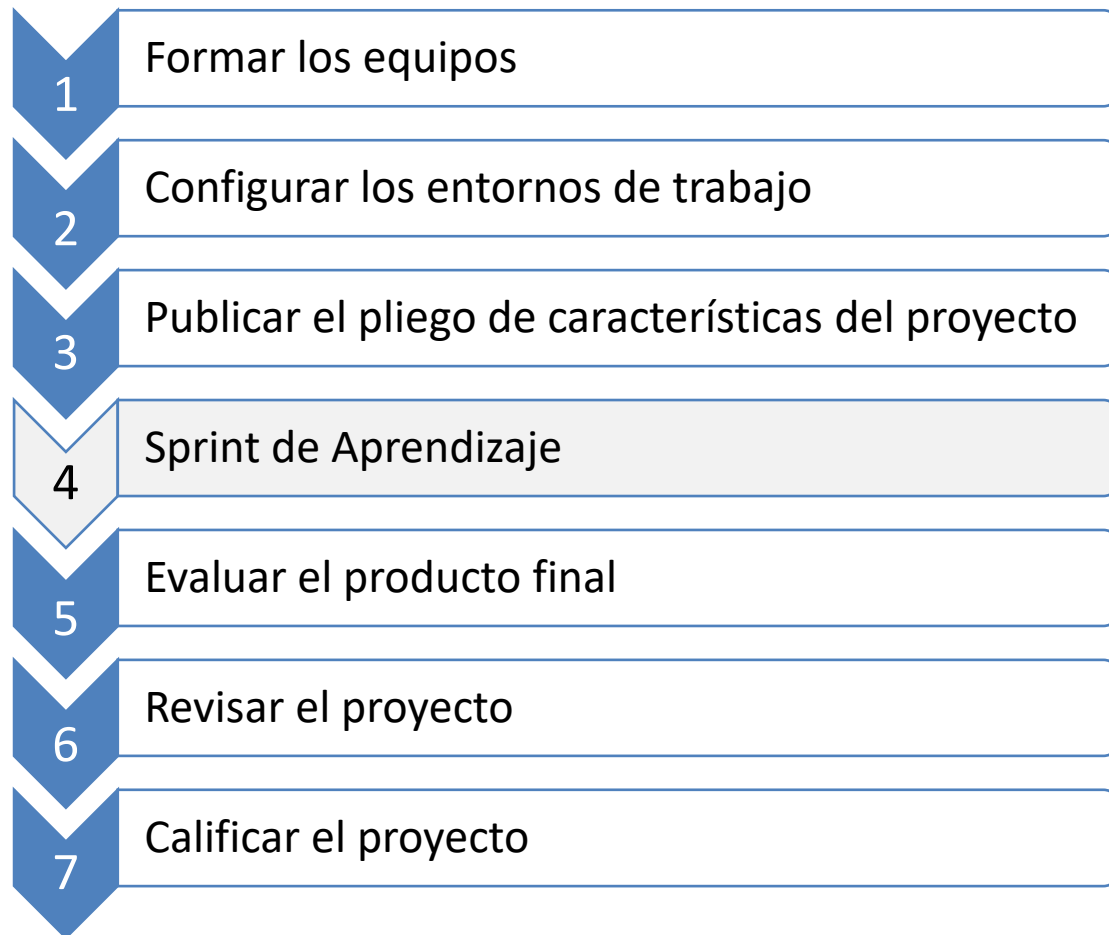 1 Formar los equipos
2 Configurar los entornos de trabajo
3 Publicar el pliego de características del proyecto
4 Sprint de Aprendizaje
5 Evaluar el producto final
6 Revisar el proyecto
7 Calificar el proyecto